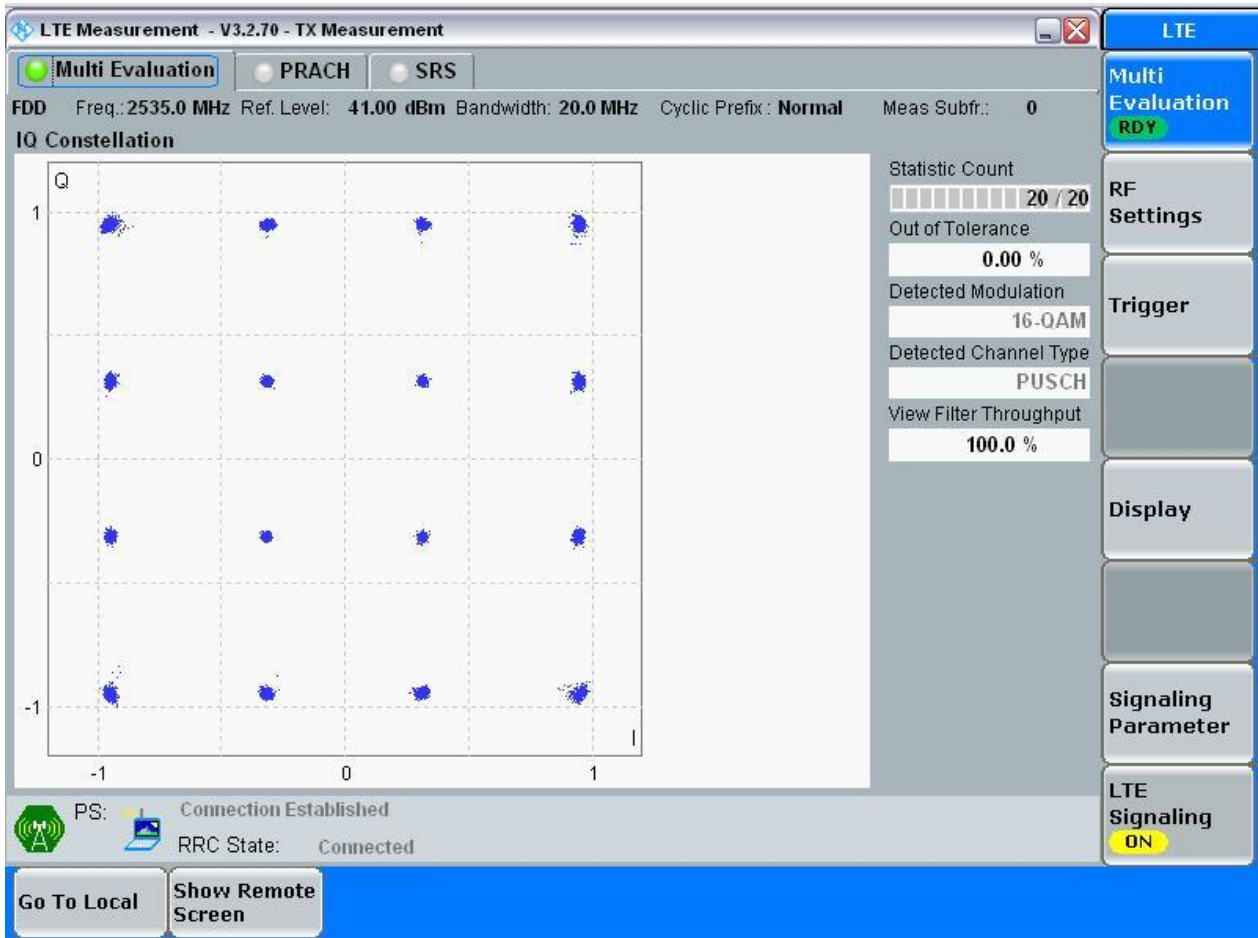 LTE Measurement - V3.2.70 - TX Measurement
LTE
Multi Evaluation PRACH SRS
Multi
Evaluation
RDY
FDD Freq.: 2535.0 MHz Ref. Level: 41.00 dBm Bandwidth: 20.0 MHz Cyclic Prefix : Normal Meas Subfr.: 0
IQ Constellation
Q
1
0
-1
I
-1 0 1
Statistic Count
20 / 20
Out of Tolerance
0.00 %
Detected Modulation
16-QAM
Detected Channel Type
PUSCH
View Filter Throughput
100.0 %
RF
Settings
Trigger
Display
Signaling
Parameter
LTE
Signaling
ON
PS: Connection Established
RRC State: Connected
Go To Local
Show Remote
Screen